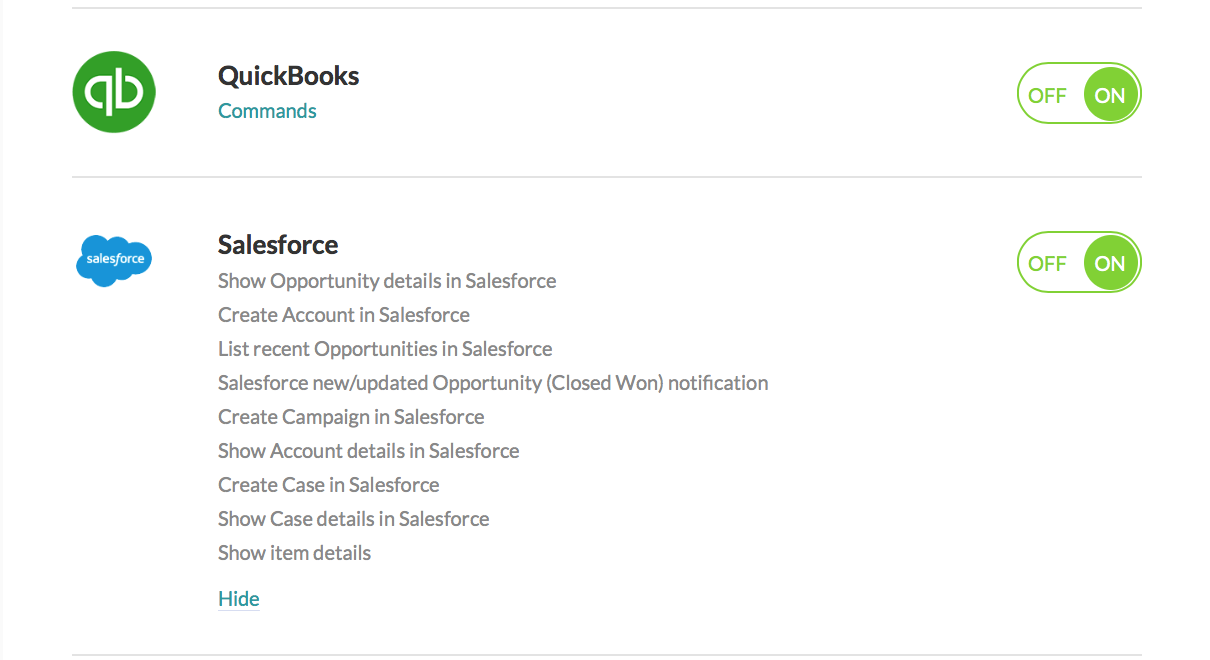 qb
QuickBooks
Commands
OFF ON
salesforce
Salesforce
Show Opportunity details in Salesforce
OFF ON
Create Account in Salesforce
List recent Opportunities in Salesforce
Salesforce new/updated Opportunity (Closed Won) notification
Create Campaign in Salesforce
Show Account details in Salesforce
Create Case in Salesforce
Show Case details in Salesforce
Show item details
Hide